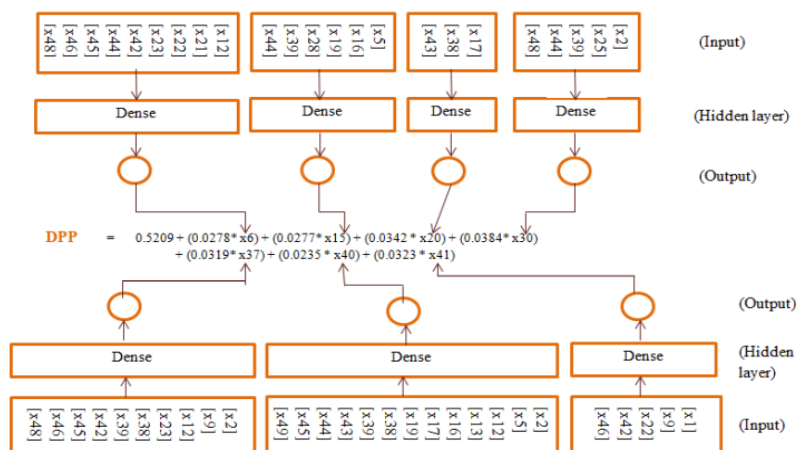 [x12]
[x21]
[x22]
[x23]
[x42]
[x44]
[x45]
[x46]
[x48]
[x5]
[x16]
[x19]
[x28]
[x39]
[x44]
[x17]
[x38]
[x43]
[x2]
[x25]
[x39]
[x44]
[x48]
(Input)
Dense
Dense
Dense
Dense
(Hidden layer)
(Output)
DPP = 0.5209 + (0.0278* x6) + (0.0277* x15) + (0.0342 * x20) + (0.0384* x30)
+ (0.0319* x37) + (0.0235 * x40) + (0.0323 * x41)
(Output)
Dense
Dense
Dense
(Hidden
layer)
[x2]
[x9]
[x12]
[x23]
[x38]
[x39]
[x42]
[x45]
[x46]
[x48]
[x2]
[x5]
[x12]
[x13]
[x16]
[x17]
[x19]
[x38]
[x39]
[x43]
[x44]
[x45]
[x49]
[x1]
[x9]
[x22]
[x42]
[x46]
(Input)